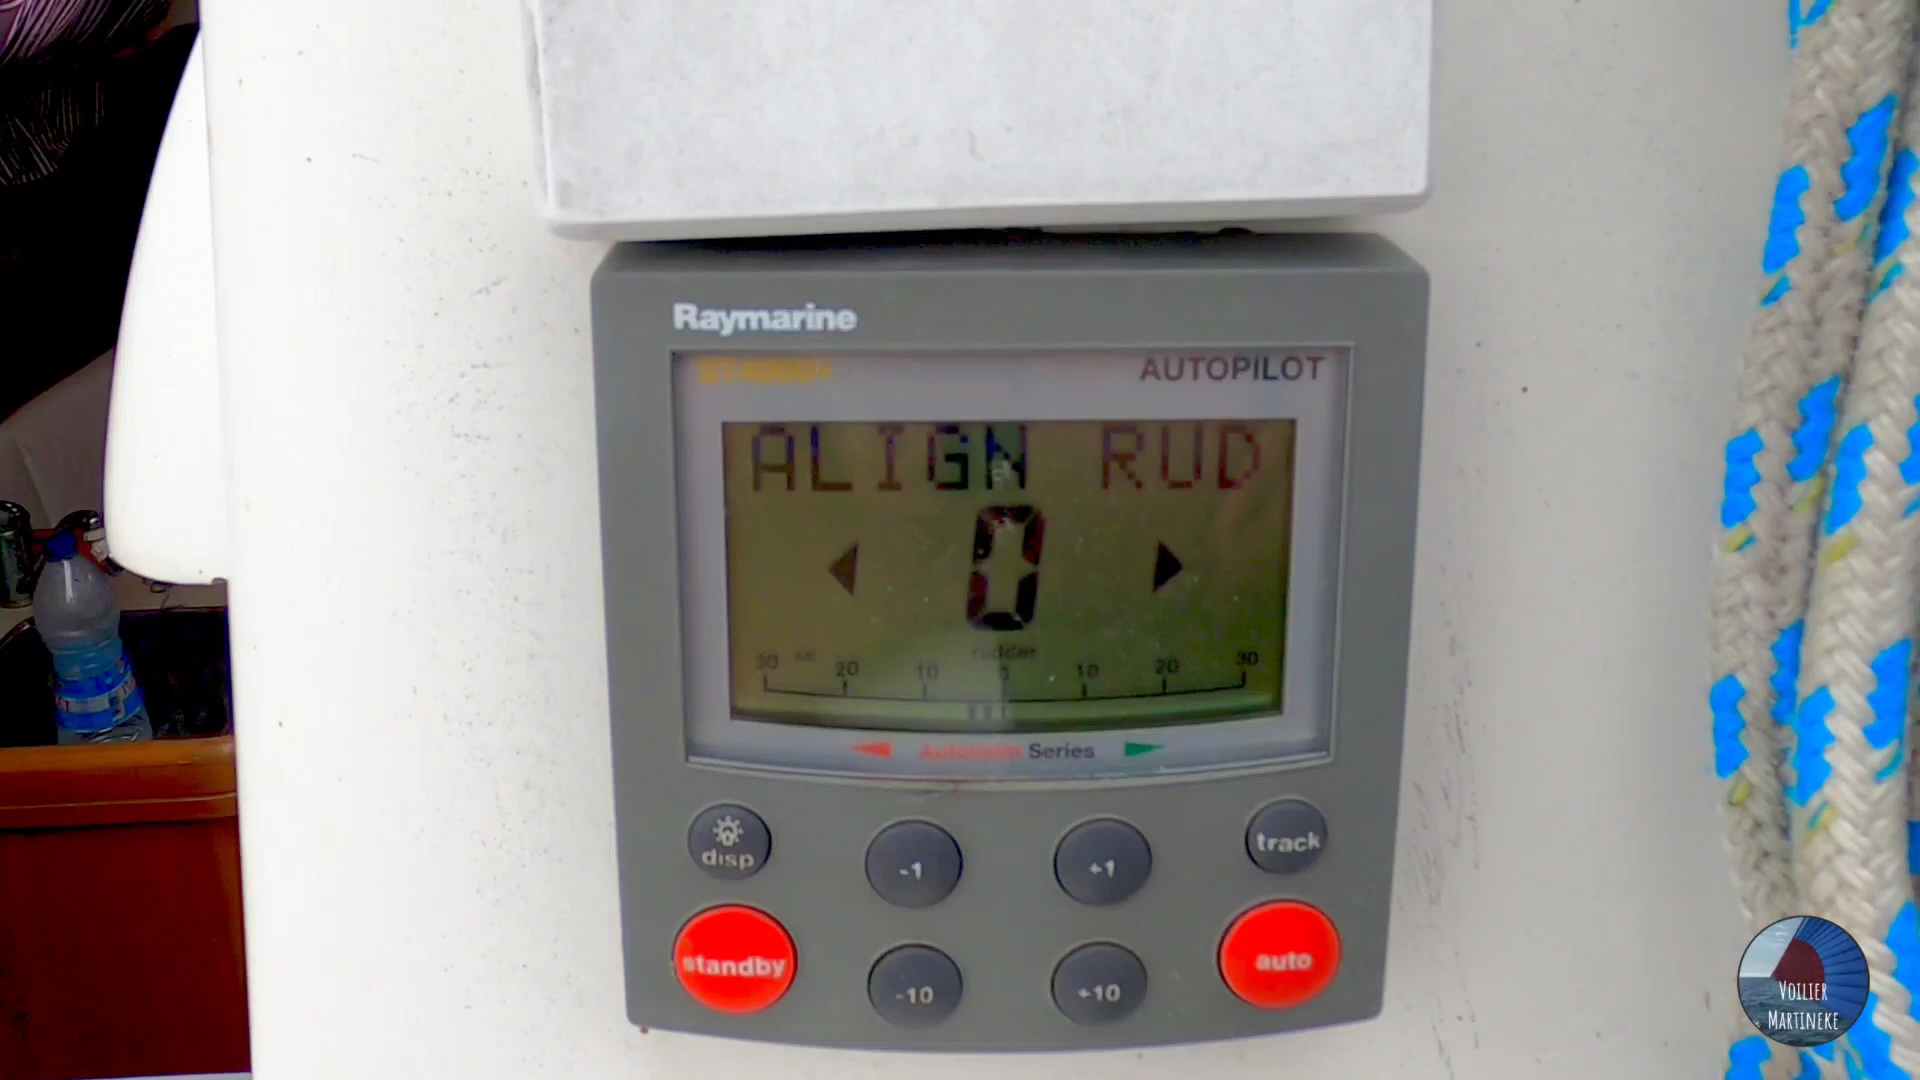 Raymarine
ST4000+ AUTOPILOT
ALIGN RUD
0
rudder
30 20 10 10 20 30
Autohelm Series
disp -1 +1 track
standby -10 +10 auto
VOILIER
MARTINEKE